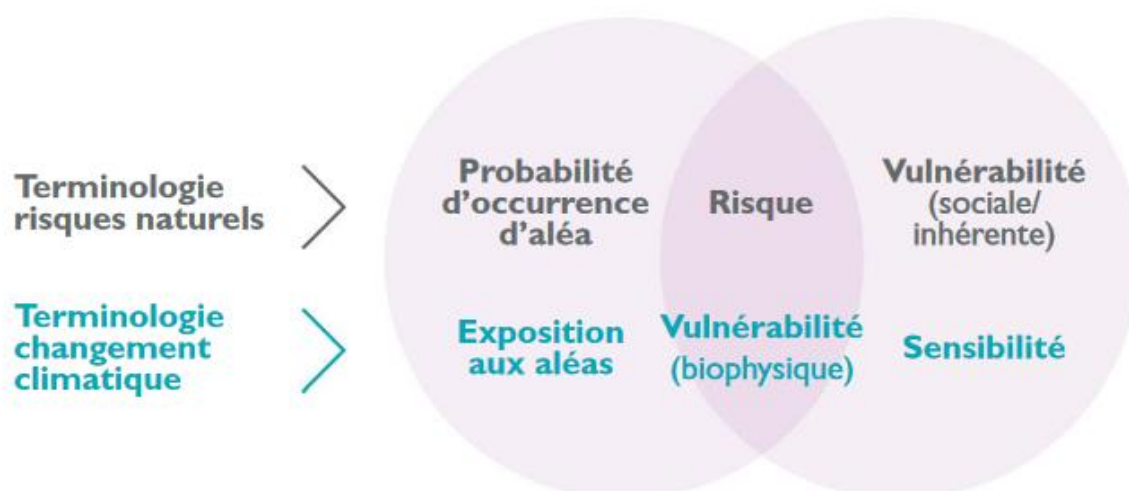 Terminologie
risques naturels
Probabilité
d'occurrence
d'aléa
Risque
Vulnérabilité
(sociale/
inhérente)
Terminologie
changement
climatique
Exposition
aux aléas
Vulnérabilité
(biophysique)
Sensibilité